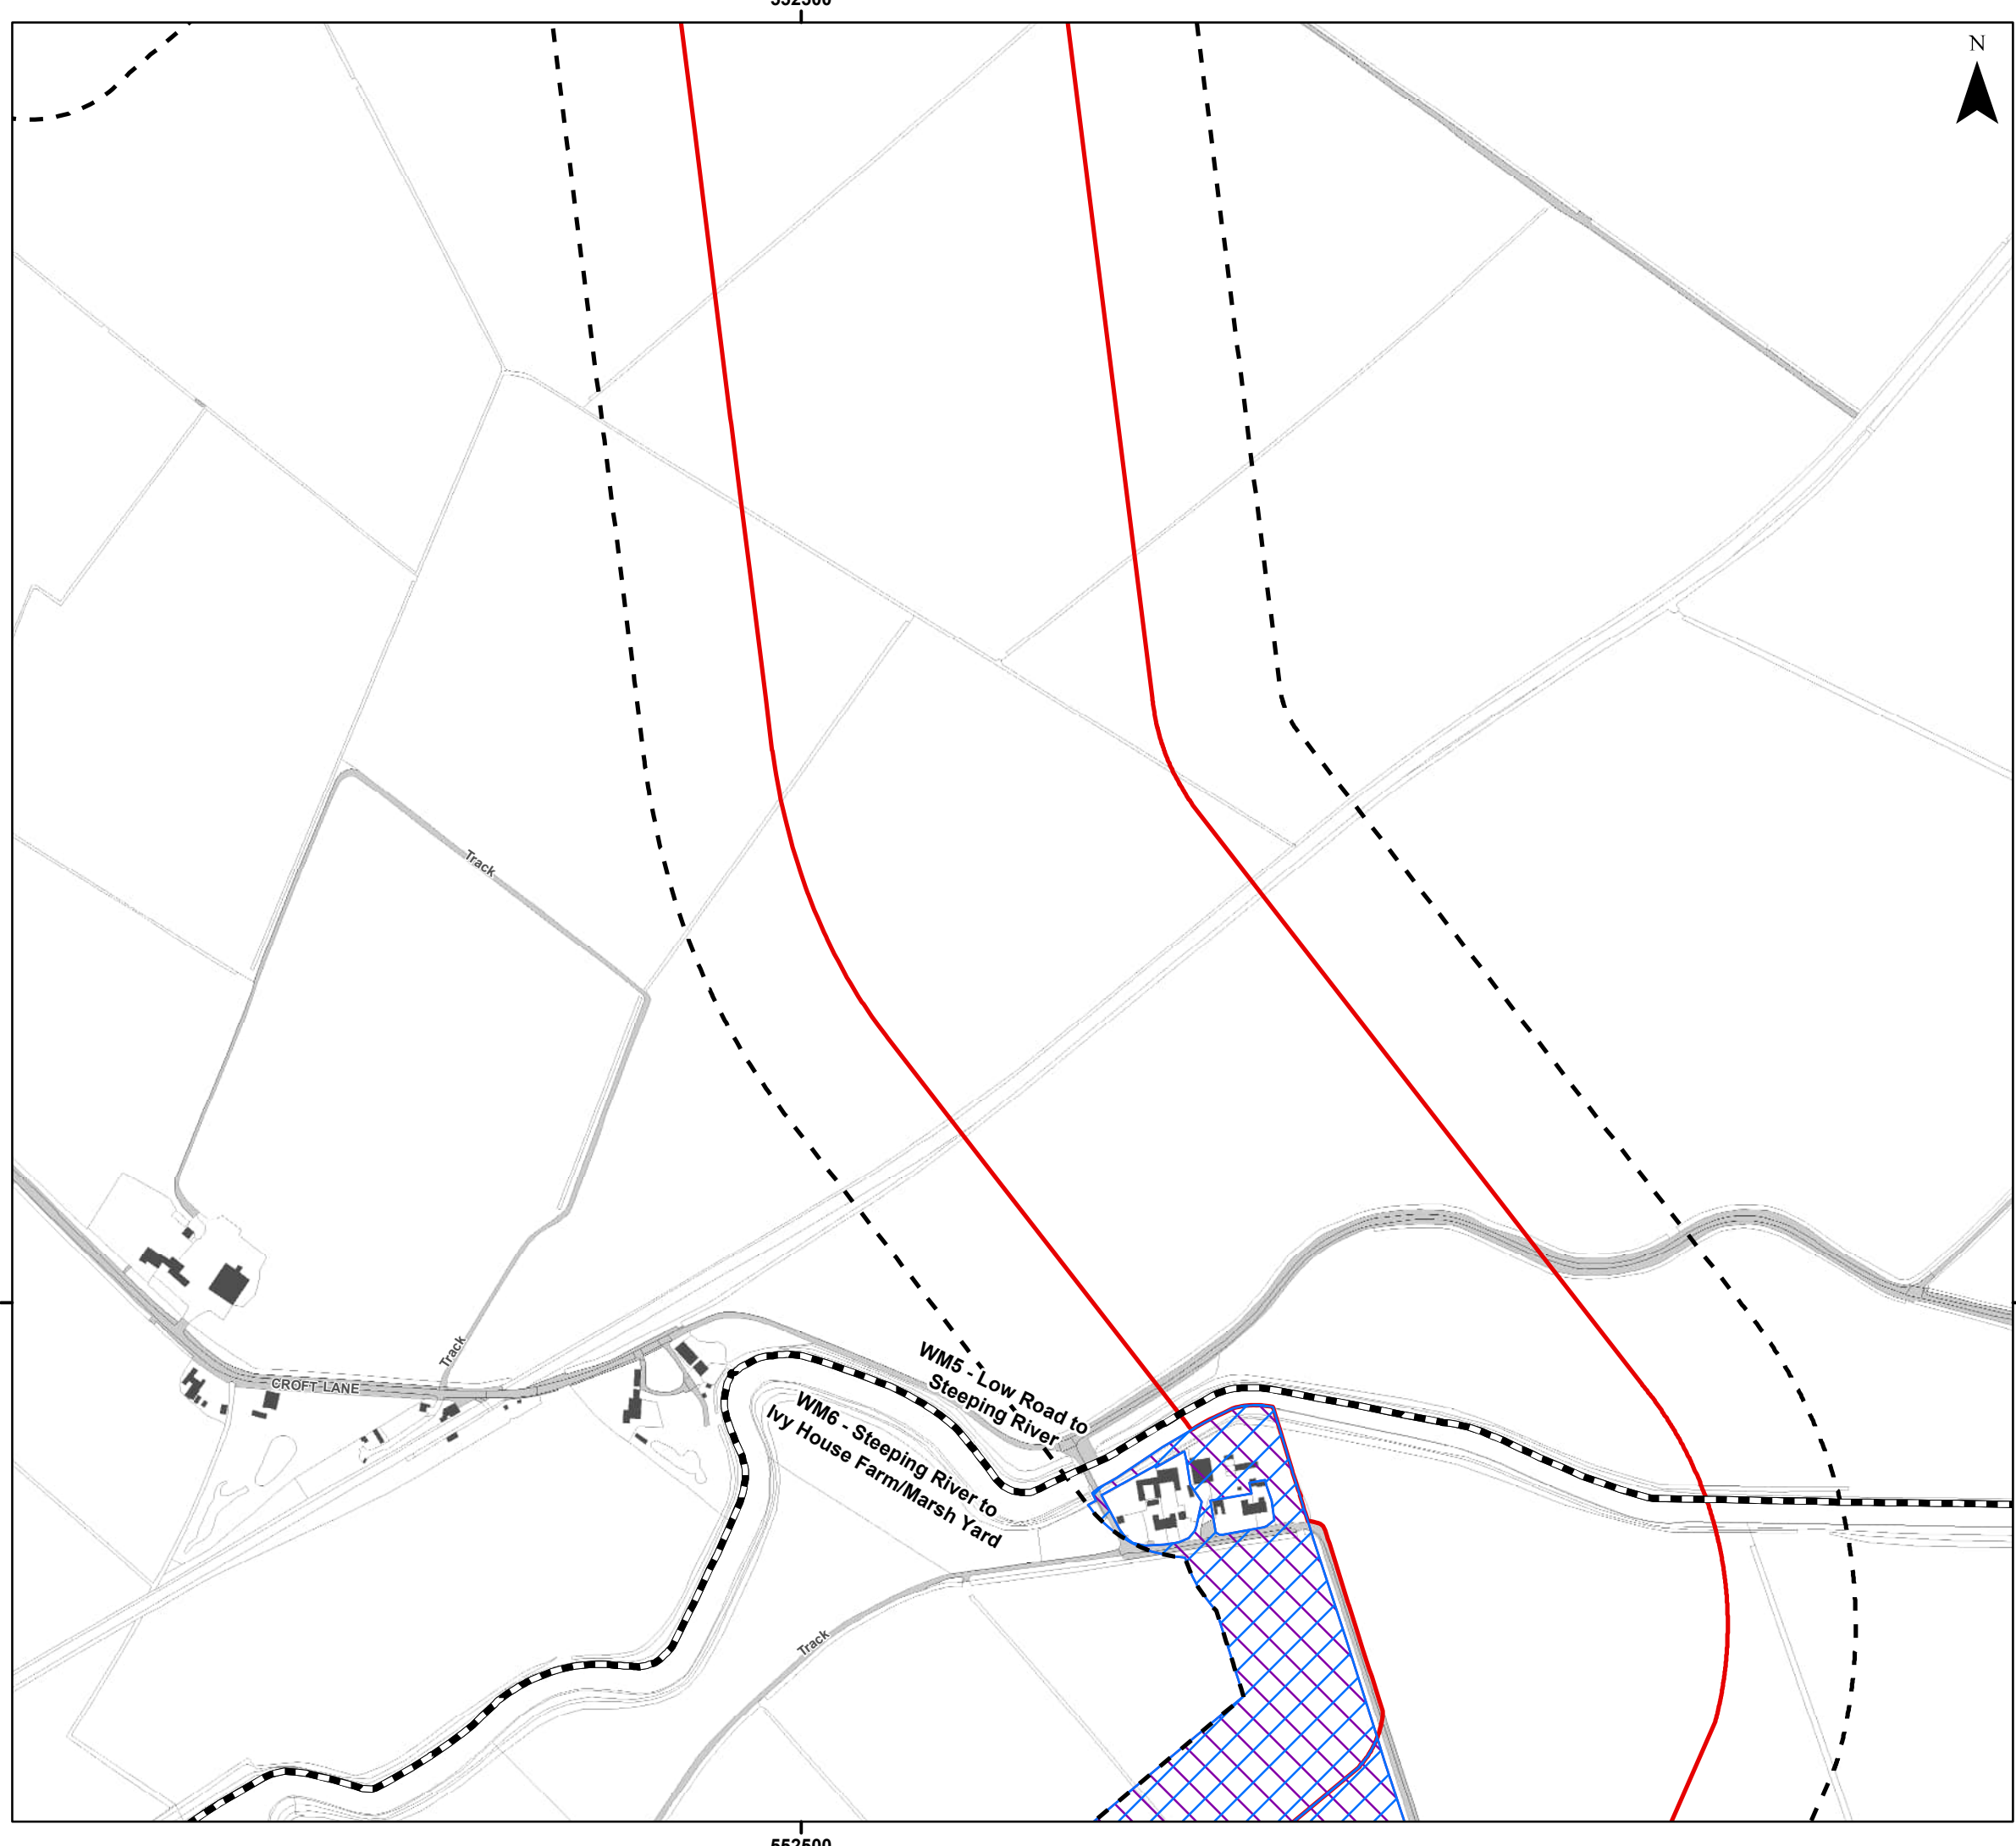 552500
N
Track
WM5 - Low Road to
Steeping River
Track
CROFT LANE
WM6 - Steeping River to
Ivy House Farm/Marsh Yard
Track
552500